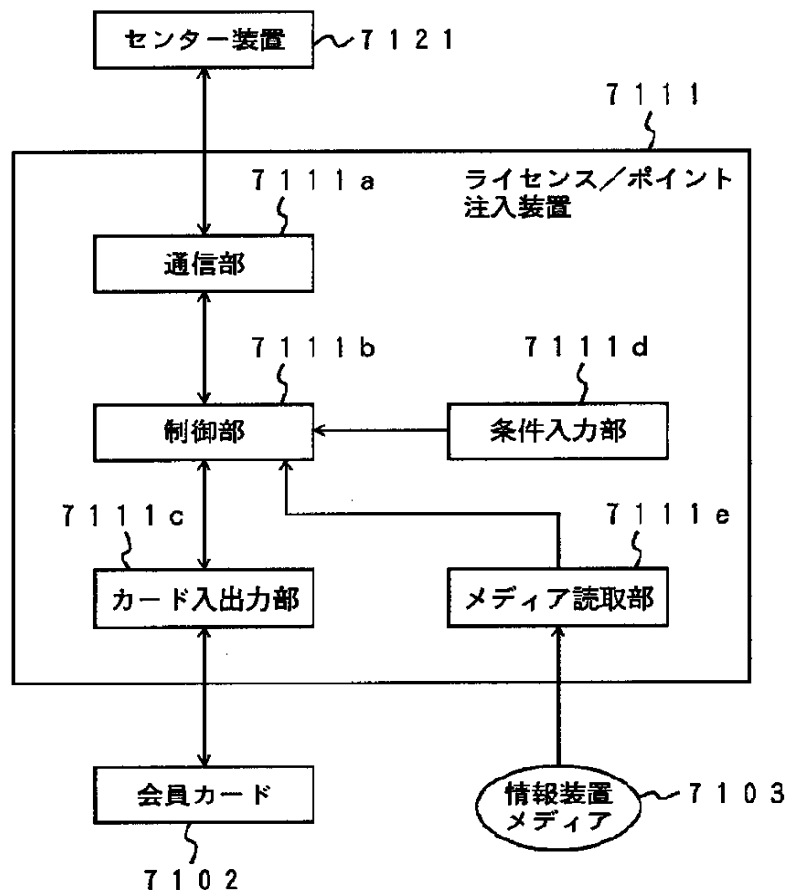 センター装置
7121
7111
ライセンス／ポイント
注入装置
7111a
通信部
7111b
制御部
7111d
条件入力部
7111c
カード入出力部
7111e
メディア読取部
会員カード
7102
情報装置
メディア
7103